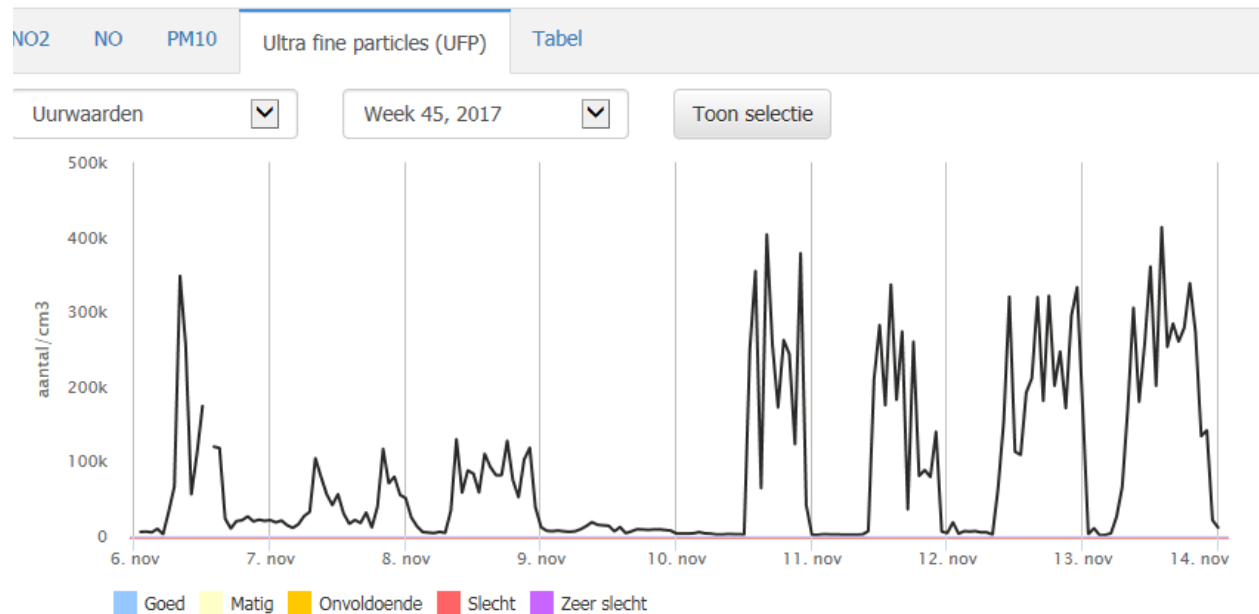 NO2 NO PM10 Ultra fine particles (UFP) Tabel
Uurwaarden Week 45, 2017 Toon selectie
500k
400k
300k
200k
100k
0
aantal/cm3
6. nov 7. nov 8. nov 9. nov 10. nov 11. nov 12. nov 13. nov 14. nov
Goed Matig Onvoldoende Slecht Zeer slecht